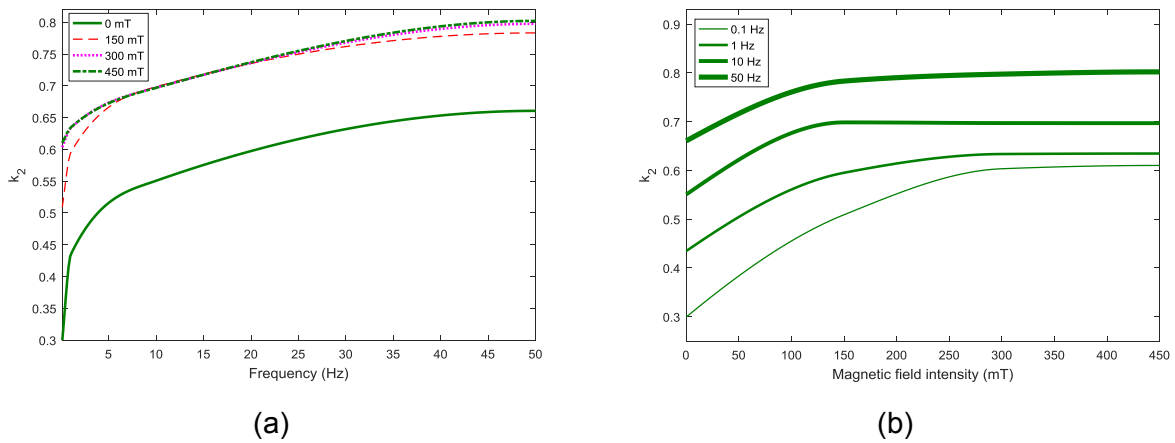 0 mT
150 mT
300 mT
450 mT
0.8
0.75
0.7
0.65
0.6
0.55
0.5
0.45
0.4
0.35
0.3
k2
5 10 15 20 25 30 35 40 45 50
Frequency (Hz)
(a)
0.1 Hz
1 Hz
10 Hz
50 Hz
0.9
0.8
0.7
0.6
0.5
0.4
0.3
k2
0 50 100 150 200 250 300 350 400 450
Magnetic field intensity (mT)
(b)